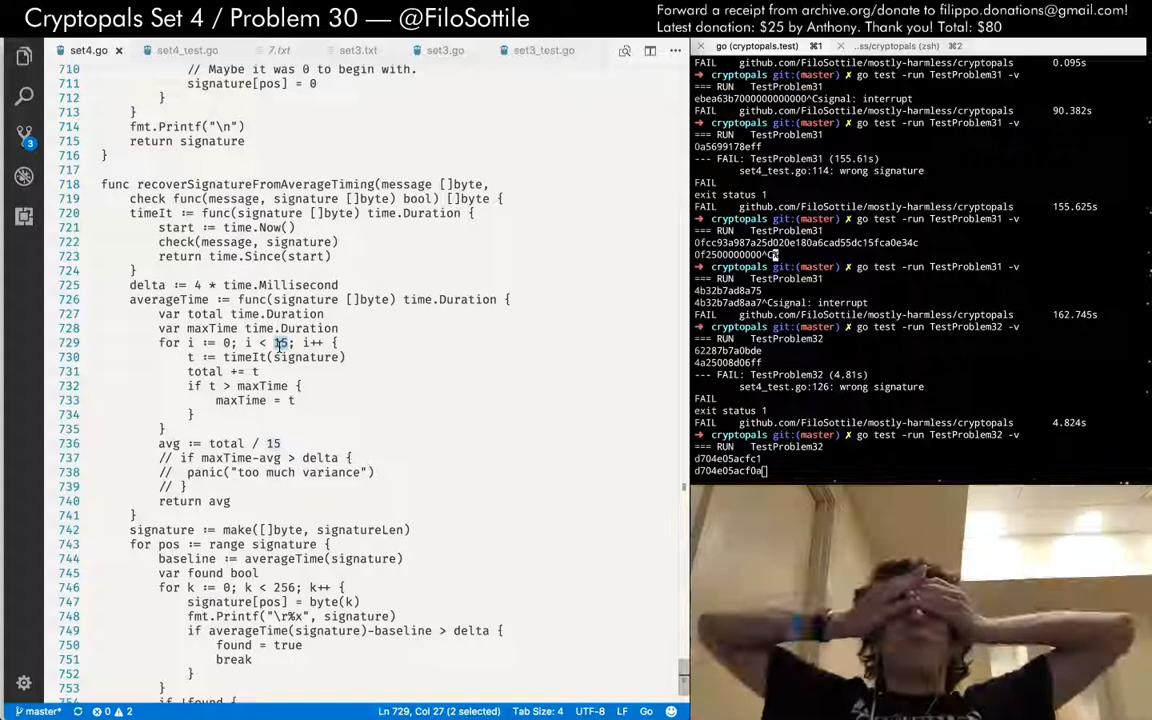 Cryptopals Set 4 / Problem 30 — @FiloSottile
Forward a receipt from archive.org/donate to filippo.donations@gmail.com!
Latest donation: $25 by Anthony. Thank you! Total: $80
set4.go ×
set4_test.go
7.txt
set3.txt
set3.go
set3_test.go
710 // Maybe it was 0 to begin with.
711 signature[pos] = 0
712 }
713 }
714 fmt.Printf("\n")
715 return signature
716 }
717
718 func recoverSignatureFromAverageTiming(message []byte,
719 check func(message, signature []byte) bool) []byte {
720 timeIt := func(signature []byte) time.Duration {
721 start := time.Now()
722 check(message, signature)
723 return time.Since(start)
724 }
725 delta := 4 * time.Millisecond
726 averageTime := func(signature []byte) time.Duration {
727 var total time.Duration
728 var maxTime time.Duration
729 for i := 0; i < 15; i++ {
730 t := timeIt(signature)
731 total += t
732 if t > maxTime {
733 maxTime = t
734 }
735 }
736 avg := total / 15
737 // if maxTime-avg > delta {
738 // panic("too much variance")
739 // }
740 return avg
741 }
742 signature := make([]byte, signatureLen)
743 for pos := range signature {
744 baseline := averageTime(signature)
745 var found bool
746 for k := 0; k < 256; k++ {
747 signature[pos] = byte(k)
748 fmt.Printf("\r%x", signature)
749 if averageTime(signature)-baseline > delta {
750 found = true
751 break
752 }
753 }
3
master* 0 2
Ln 729, Col 27 (2 selected) Tab Size: 4 UTF-8 LF Go
× go (cryptopals.test) ⌘1 × ..ss/cryptopals (zsh) ⌘2
FAIL github.com/FiloSottile/mostly-harmless/cryptopals 0.095s
➜ cryptopals git:(master) ✗ go test -run TestProblem31 -v
=== RUN TestProblem31
ebea63b7000000000000^Csignal: interrupt
FAIL github.com/FiloSottile/mostly-harmless/cryptopals 90.382s
➜ cryptopals git:(master) ✗ go test -run TestProblem31 -v
=== RUN TestProblem31
0a5699178eff
--- FAIL: TestProblem31 (155.61s)
set4_test.go:114: wrong signature
FAIL
exit status 1
FAIL github.com/FiloSottile/mostly-harmless/cryptopals 155.625s
➜ cryptopals git:(master) ✗ go test -run TestProblem31 -v
=== RUN TestProblem31
0fcc93a987a25d020e180a6cad55dc15fca0e34c
0f2500000000^C
➜ cryptopals git:(master) ✗ go test -run TestProblem31 -v
=== RUN TestProblem31
4b32b7ad8a75
4b32b7ad8aa7^Csignal: interrupt
FAIL github.com/FiloSottile/mostly-harmless/cryptopals 162.745s
➜ cryptopals git:(master) ✗ go test -run TestProblem32 -v
=== RUN TestProblem32
62287b7a0bde
4a25008d06ff
--- FAIL: TestProblem32 (4.81s)
set4_test.go:126: wrong signature
FAIL
exit status 1
FAIL github.com/FiloSottile/mostly-harmless/cryptopals 4.824s
➜ cryptopals git:(master) ✗ go test -run TestProblem32 -v
=== RUN TestProblem32
d704e05acfc1
d704e05acf0a